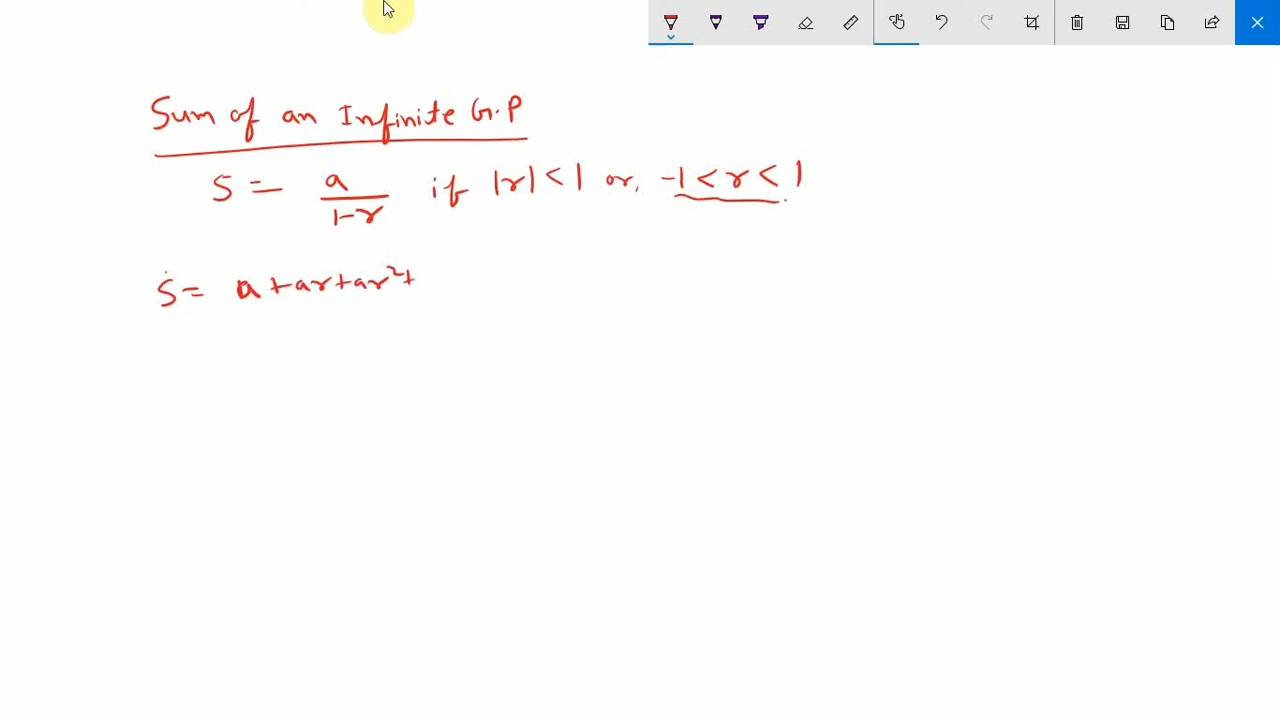 Sum of an Infinite G.P
S = a/1-r if |r| < 1 or, -1 < r < 1
S = a + ar + ar² +